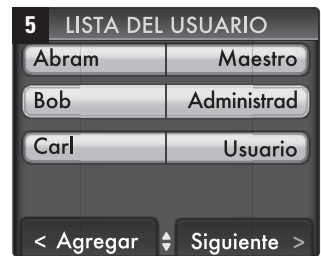 5 LISTA DEL USUARIO
Abram Maestro
Bob Administrad
Carl Usuario
< Agregar Siguiente >